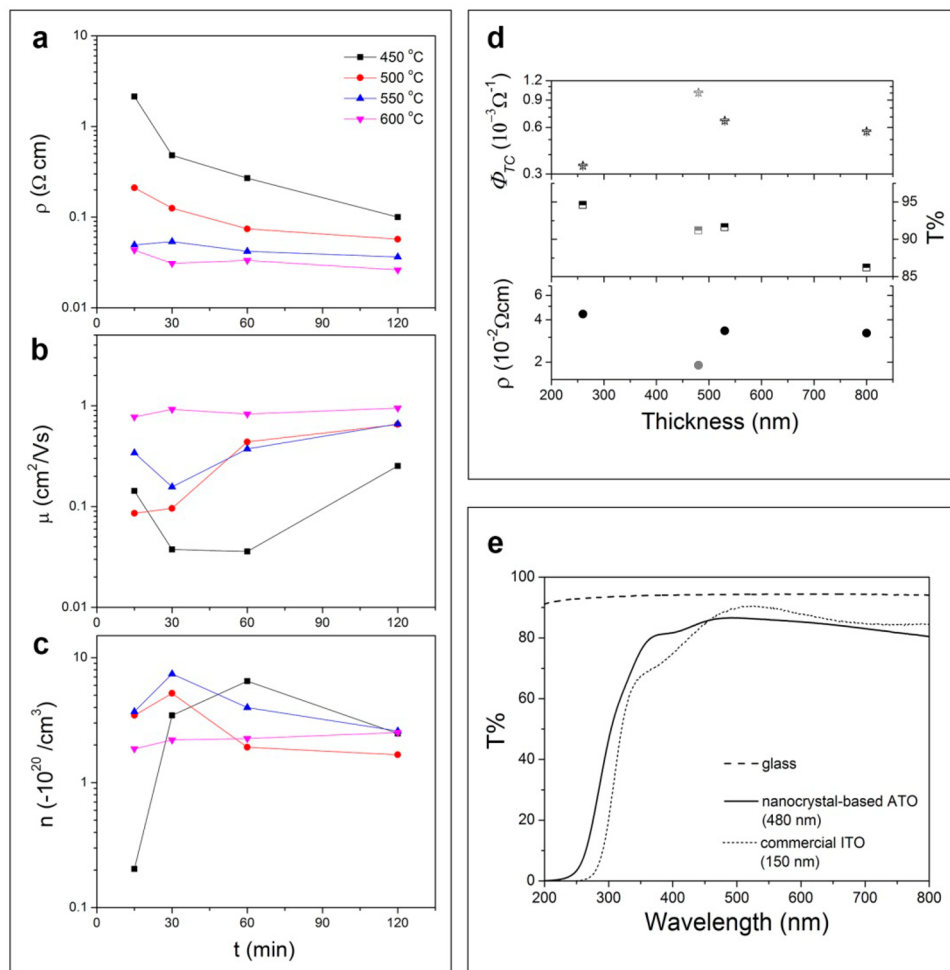 a
10
1
0.1
0.01
ρ (Ω cm)
450 °C
500 °C
550 °C
600 °C
0 30 60 90 120
b
1
0.1
0.01
μ (cm²/Vs)
0 30 60 90 120
c
10
1
0.1
n (-10²⁰ /cm³)
0 30 60 90 120
t (min)
d
1.2
0.9
0.6
0.3
Φ_TC (10⁻³Ω⁻¹)
95
90
85
T%
6
4
2
ρ (10⁻²Ωcm)
200 300 400 500 600 700 800
Thickness (nm)
e
100
80
60
40
20
0
T%
glass
nanocrystal-based ATO
(480 nm)
commercial ITO
(150 nm)
200 300 400 500 600 700 800
Wavelength (nm)